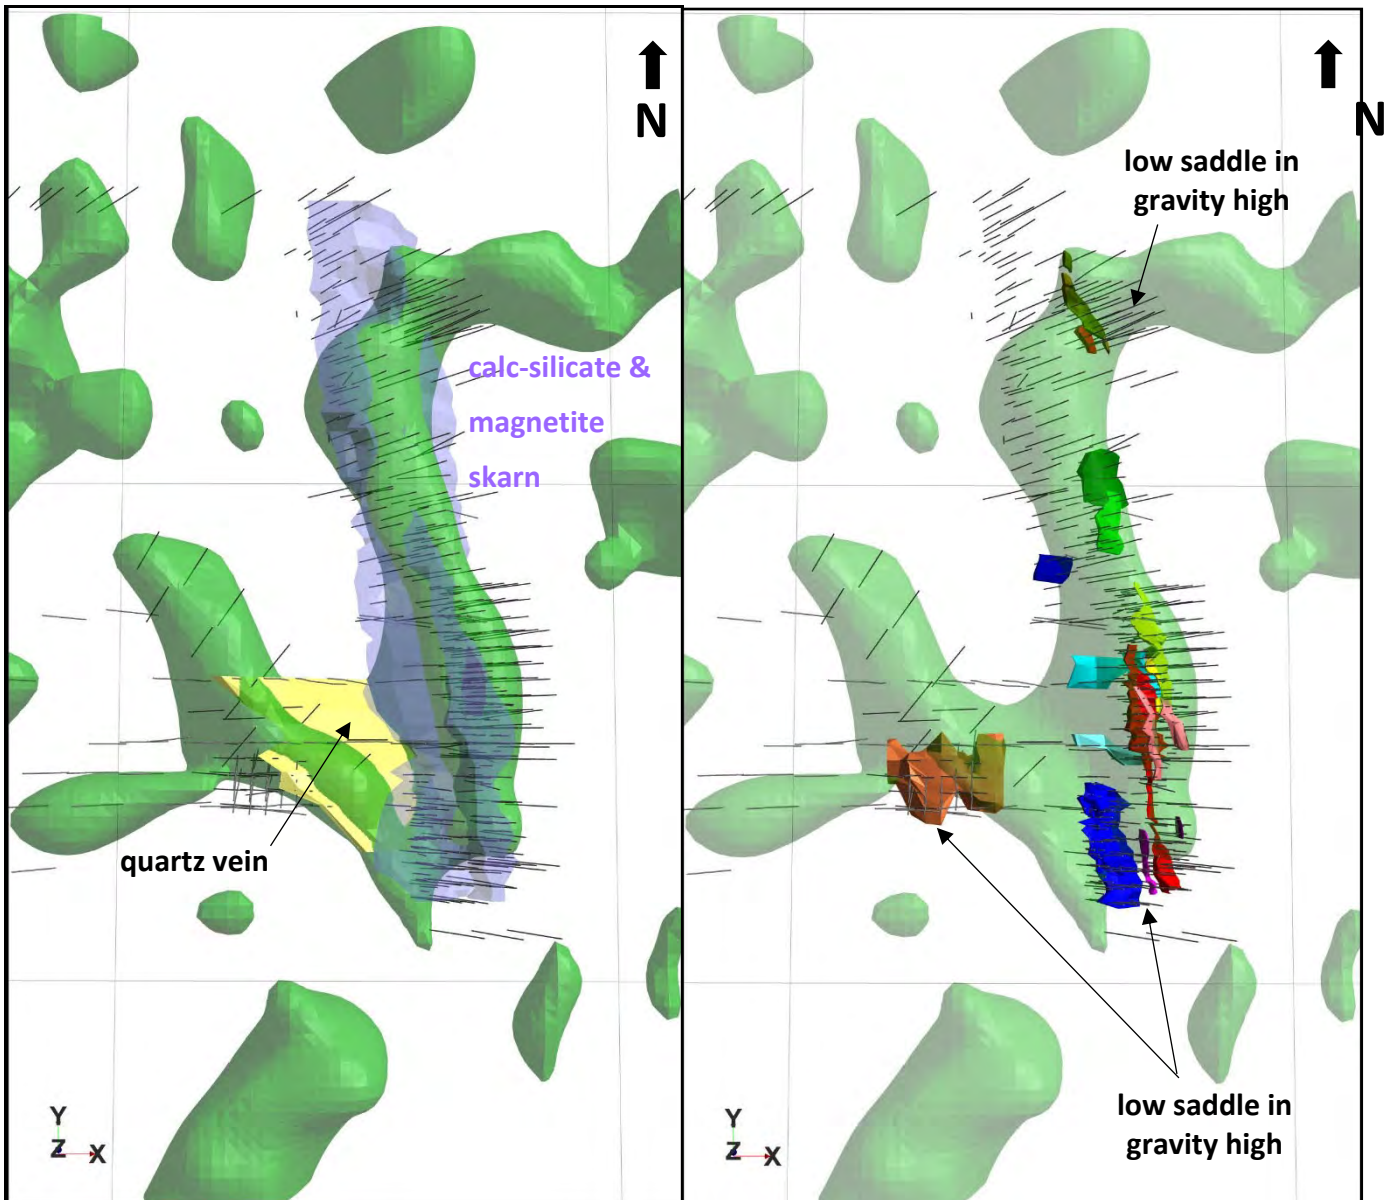 N
calc-silicate &
magnetite
skarn
quartz vein
Y
Z
X
N
low saddle in
gravity high
low saddle in
gravity high
Y
Z
X